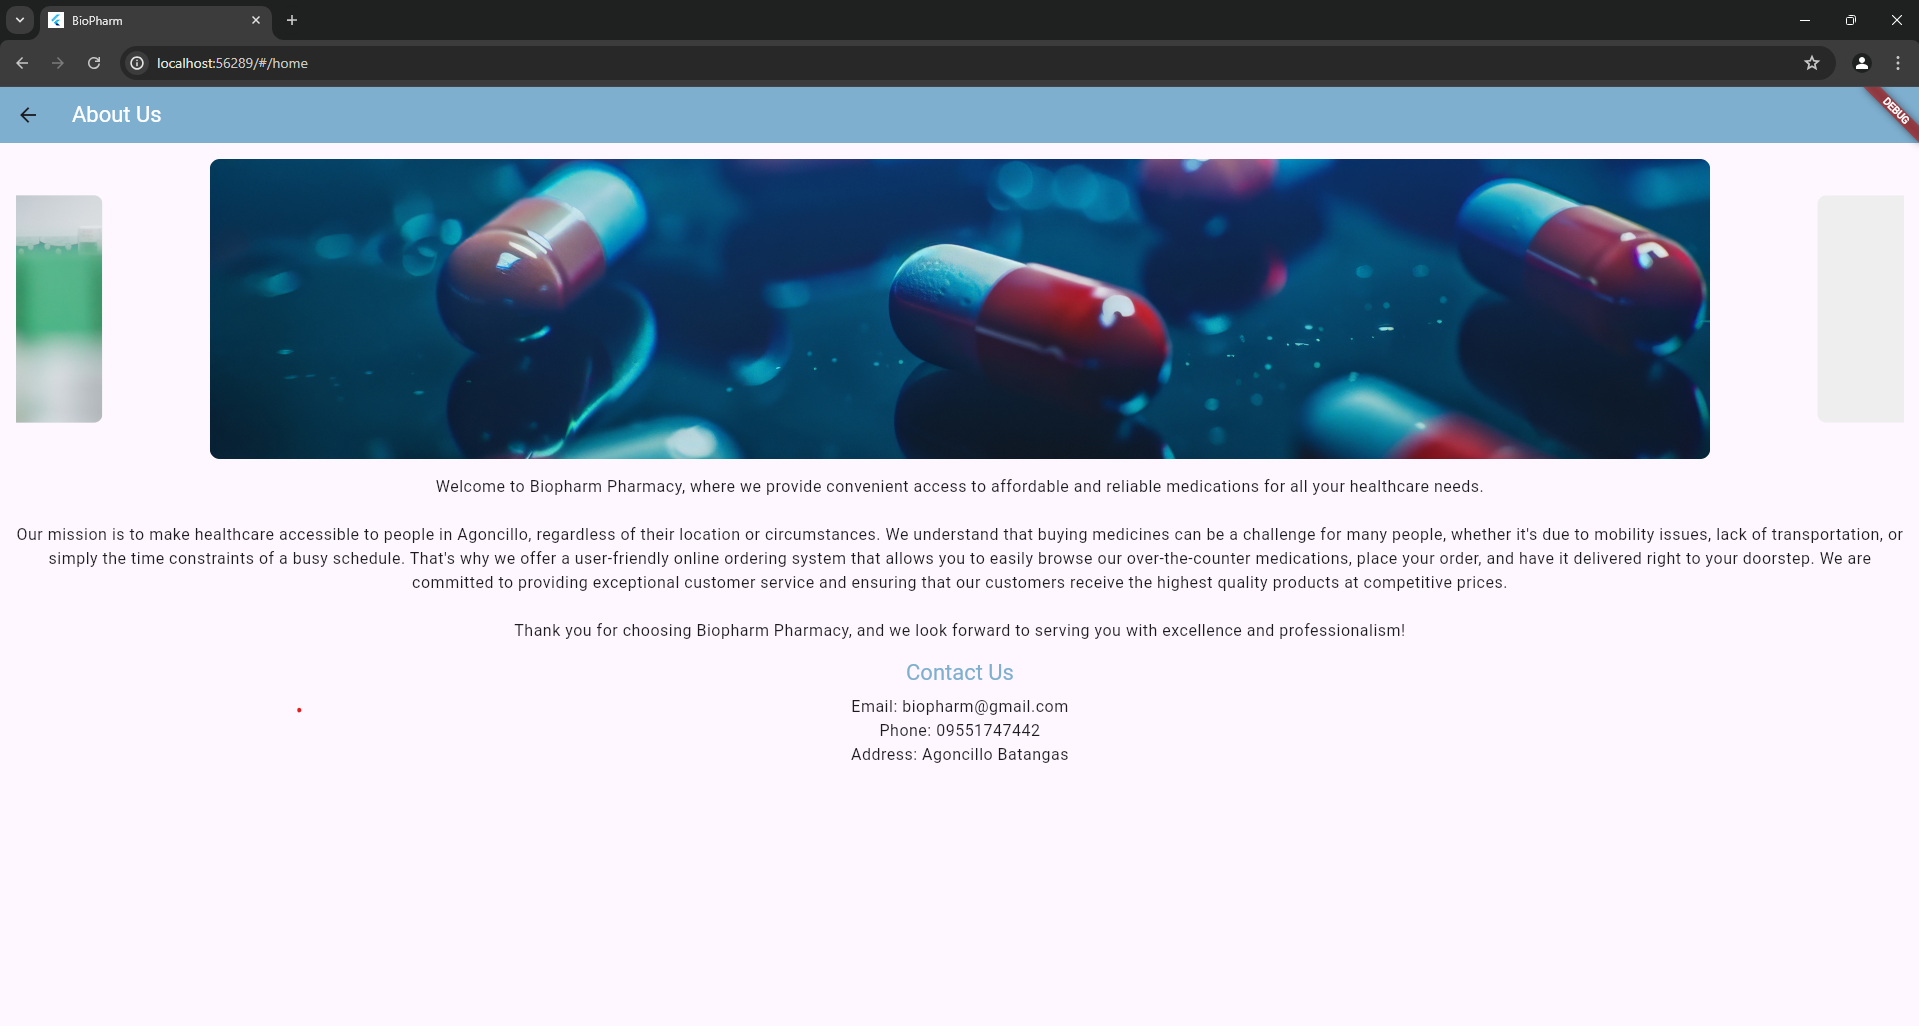 BioPharm
localhost:56289/#/home
About Us
DEBUG
Welcome to Biopharm Pharmacy, where we provide convenient access to affordable and reliable medications for all your healthcare needs.
Our mission is to make healthcare accessible to people in Agoncillo, regardless of their location or circumstances. We understand that buying medicines can be a challenge for many people, whether it's due to mobility issues, lack of transportation, or
simply the time constraints of a busy schedule. That's why we offer a user-friendly online ordering system that allows you to easily browse our over-the-counter medications, place your order, and have it delivered right to your doorstep. We are
committed to providing exceptional customer service and ensuring that our customers receive the highest quality products at competitive prices.
Thank you for choosing Biopharm Pharmacy, and we look forward to serving you with excellence and professionalism!
Contact Us
Email: biopharm@gmail.com
Phone: 09551747442
Address: Agoncillo Batangas